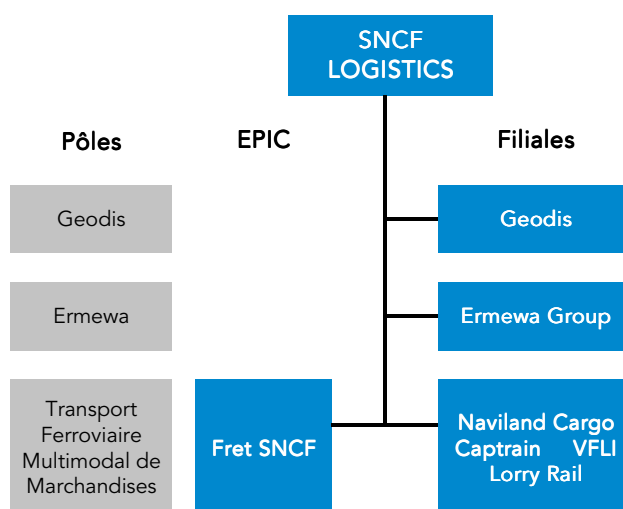 SNCF
LOGISTICS
Pôles
EPIC
Filiales
Geodis
Geodis
Ermewa
Ermewa Group
Transport
Ferroviaire
Multimodal de
Marchandises
Fret SNCF
Naviland Cargo
Captrain VFLI
Lorry Rail